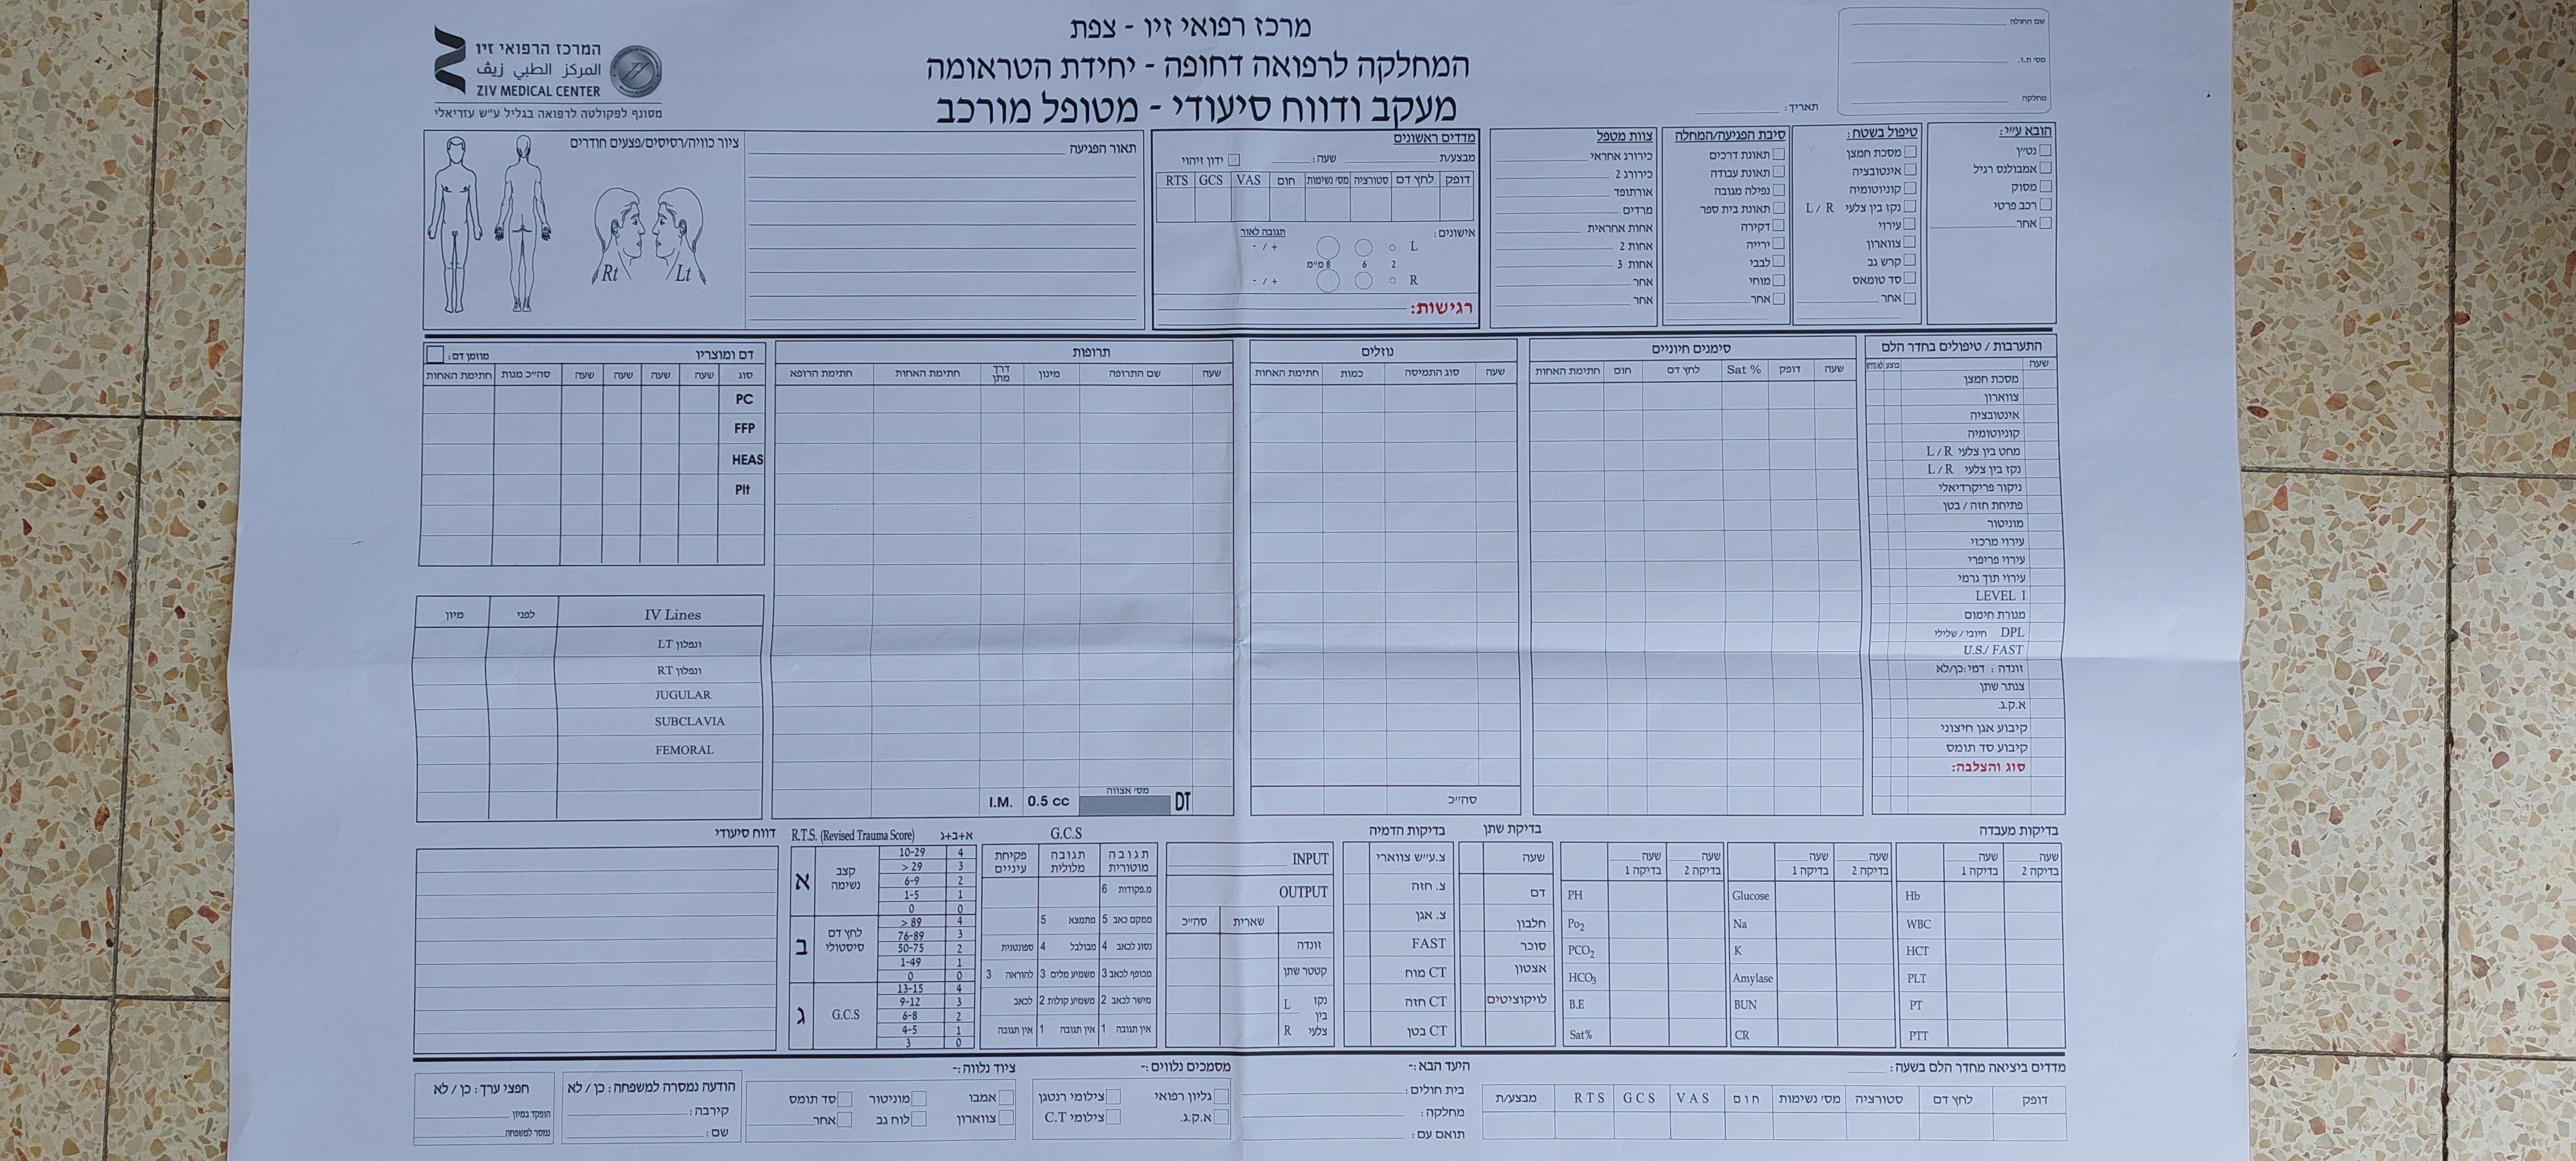 שם החולה
מס׳ ת.ז.
מחלקה
תאריך:
מרכז רפואי זיו - צפת
המחלקה לרפואה דחופה - יחידת הטראומה
מעקב ודווח סיעודי - מטופל מורכב
המרכז הרפואי זיו
المركز الطبي زيڤ
ZIV MEDICAL CENTER
מסונף לפקולטה לרפואה בגליל ע״ש עזריאלי
הובא ע״י:
נט״ן
אמבולנס רגיל
מסוק
רכב פרטי
אחר
טיפול בשטח:
מסכת חמצן
אינטובציה
קוניוטומיה
נקז בין צלעי L / R
עירוי
צווארון
קרש גב
סד טומאס
אחר
סיבת הפגיעה/המחלה
תאונת דרכים
תאונת עבודה
נפילה מגובה
תאונת בית ספר
דקירה
ירייה
לבבי
מוחי
אחר
צוות מטפל
כירורג אחראי
כירורג 2
אורתופד
מרדים
אחות אחראית
אחות 2
אחות 3
אחר
אחר
מדדים ראשונים
מבצע/ת שעה: ידון זיהוי
דופק לחץ דם סטורציה מס׳ נשימות חום VAS GCS RTS
אישונים: תגובה לאור
L + / -
2 6 8 מ״מ
R + / -
רגישות:
תאור הפגיעה
ציור כוויה/רסיסים/פצעים חודרים
Rt Lt
התערבות / טיפולים בחדר הלם
שעה
מסכת חמצן
צווארון
אינטובציה
קוניוטומיה
מחט בין צלעי L / R
נקז בין צלעי L / R
ניקור פריקרדיאלי
פתיחת חזה / בטן
מוניטור
עירוי מרכזי
עירוי פריפרי
עירוי תוך גרמי
LEVEL I
מנורת חימום
DPL חיובי / שלילי
U.S./ FAST
זונדה : דמי:כן/לא
צנתר שתן
א.ק.ג.
קיבוע אגן חיצוני
קיבוע סד תומס
סוג והצלבה:
סימנים חיוניים
שעה דופק Sat % לחץ דם חום חתימת האחות
נוזלים
שעה סוג התמיסה כמות חתימת האחות
סה״כ
תרופות
שעה שם התרופה מינון דרך מתן חתימת האחות חתימת הרופא
DT מס׳ אצווה 0.5 cc I.M.
דם ומוצריו מוזמן דם:
סוג שעה שעה שעה שעה סה״כ מנות חתימת האחות
PC
FFP
HEAS
Plt
IV Lines לפני מיון
ונפלון LT
ונפלון RT
JUGULAR
SUBCLAVIA
FEMORAL
בדיקות מעבדה
שעה שעה שעה שעה שעה שעה
בדיקה 2 בדיקה 1 בדיקה 2 בדיקה 1 בדיקה 2 בדיקה 1
Hb Glucose PH
WBC Na Po2
HCT K PCO2
PLT Amylase HCO3
PT BUN B.E
PTT CR Sat%
בדיקת שתן
שעה
דם
חלבון
סוכר
אצטון
לויקוציטים
בדיקות הדמיה
צ.ע״ש צווארי
צ. חזה
צ. אגן
FAST
CT מוח
CT חזה
CT בטן
INPUT
OUTPUT
שארית סה״כ
זונדה
קטטר שתן
נקז בין צלעי L R
G.C.S
תגובה מוטורית תגובה מלולית פקיחת עיניים
מ.פקודות 6
ממקם כאב 5 מתמצא 5
נסוג לכאב 4 מבולבל 4 ספונטנית
מכופף לכאב 3 משמיע מלים 3 להוראה 3
מישר לכאב 2 משמיע קולות 2 לכאב
אין תגובה 1 אין תגובה 1 אין תגובה
R.T.S. (Revised Trauma Score) א+ב+ג
א קצב נשימה
10-29 4
> 29 3
6-9 2
1-5 1
0 0
ב לחץ דם סיסטולי
> 89 4
76-89 3
50-75 2
1-49 1
0 0
ג G.C.S
13-15 4
9-12 3
6-8 2
4-5 1
3 0
דווח סיעודי
מדדים ביציאה מחדר הלם בשעה:
דופק לחץ דם סטורציה מס׳ נשימות חום VAS GCS RTS מבצע/ת
היעד הבא:-
בית חולים:
מחלקה:
תואם עם:
מסמכים נלווים:-
גליון רפואי צילומי רנטגן
א.ק.ג. צילומי C.T
ציוד נלווה:-
אמבו מוניטור סד תומס
צווארון לוח גב אחר
הודעה נמסרה למשפחה: כן / לא
קירבה:
שם:
חפצי ערך: כן / לא
הופקד במיון
נמסר למשפחה